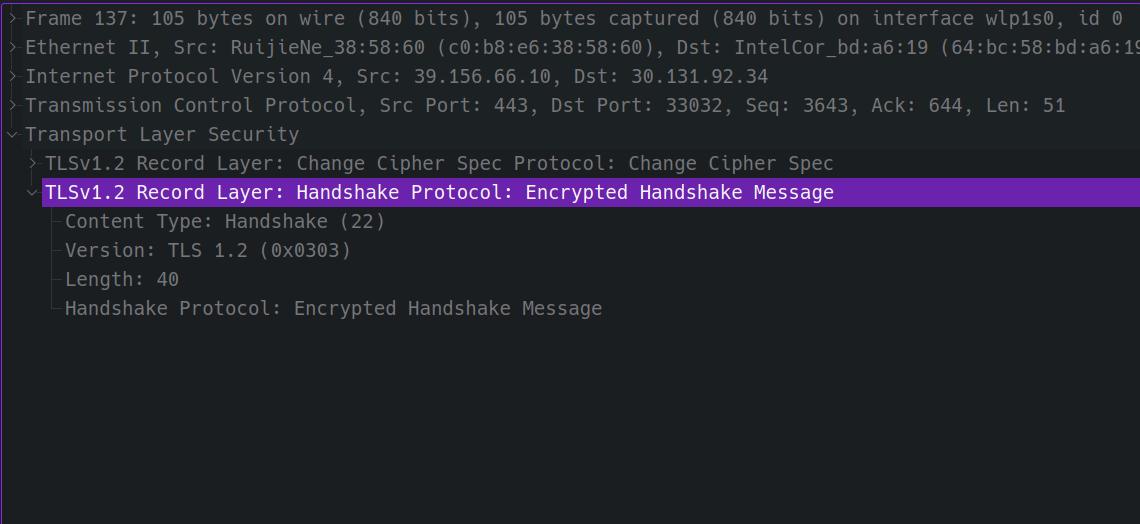 Frame 137: 105 bytes on wire (840 bits), 105 bytes captured (840 bits) on interface wlp1s0, id 0
Ethernet II, Src: RuijieNe_38:58:60 (c0:b8:e6:38:58:60), Dst: IntelCor_bd:a6:19 (64:bc:58:bd:a6:19
Internet Protocol Version 4, Src: 39.156.66.10, Dst: 30.131.92.34
Transmission Control Protocol, Src Port: 443, Dst Port: 33032, Seq: 3643, Ack: 644, Len: 51
Transport Layer Security
TLSv1.2 Record Layer: Change Cipher Spec Protocol: Change Cipher Spec
TLSv1.2 Record Layer: Handshake Protocol: Encrypted Handshake Message
Content Type: Handshake (22)
Version: TLS 1.2 (0x0303)
Length: 40
Handshake Protocol: Encrypted Handshake Message